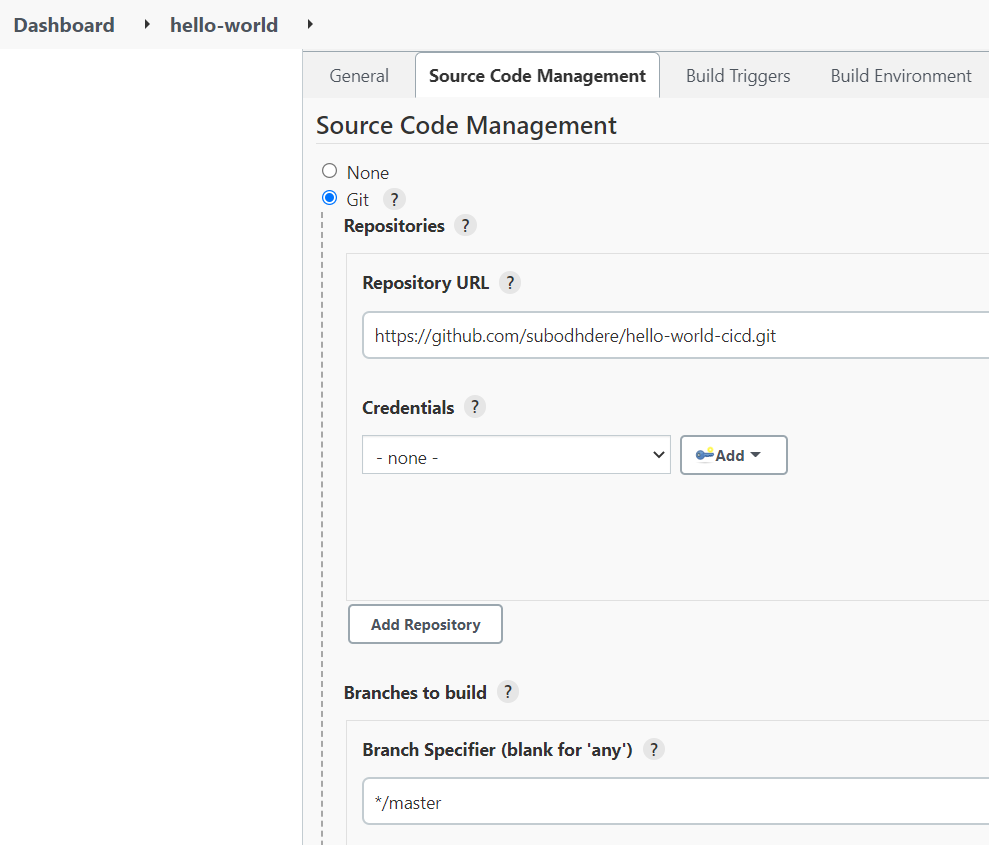 Dashboard hello-world
General Source Code Management Build Triggers Build Environment
Source Code Management
None
Git ?
Repositories ?
Repository URL ?
https://github.com/subodhdere/hello-world-cicd.git
Credentials ?
- none - Add
Add Repository
Branches to build ?
Branch Specifier (blank for 'any') ?
*/master